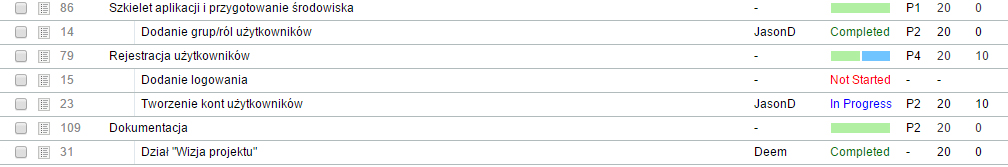 86 Szkielet aplikacji i przygotowanie środowiska - P1 20 0
14 Dodanie grup/ról użytkowników JasonD Completed P2 20 0
79 Rejestracja użytkowników - P4 20 10
15 Dodanie logowania - Not Started - -
23 Tworzenie kont użytkowników JasonD In Progress P2 20 10
109 Dokumentacja - P2 20 0
31 Dział "Wizja projektu" Deem Completed - 20 0